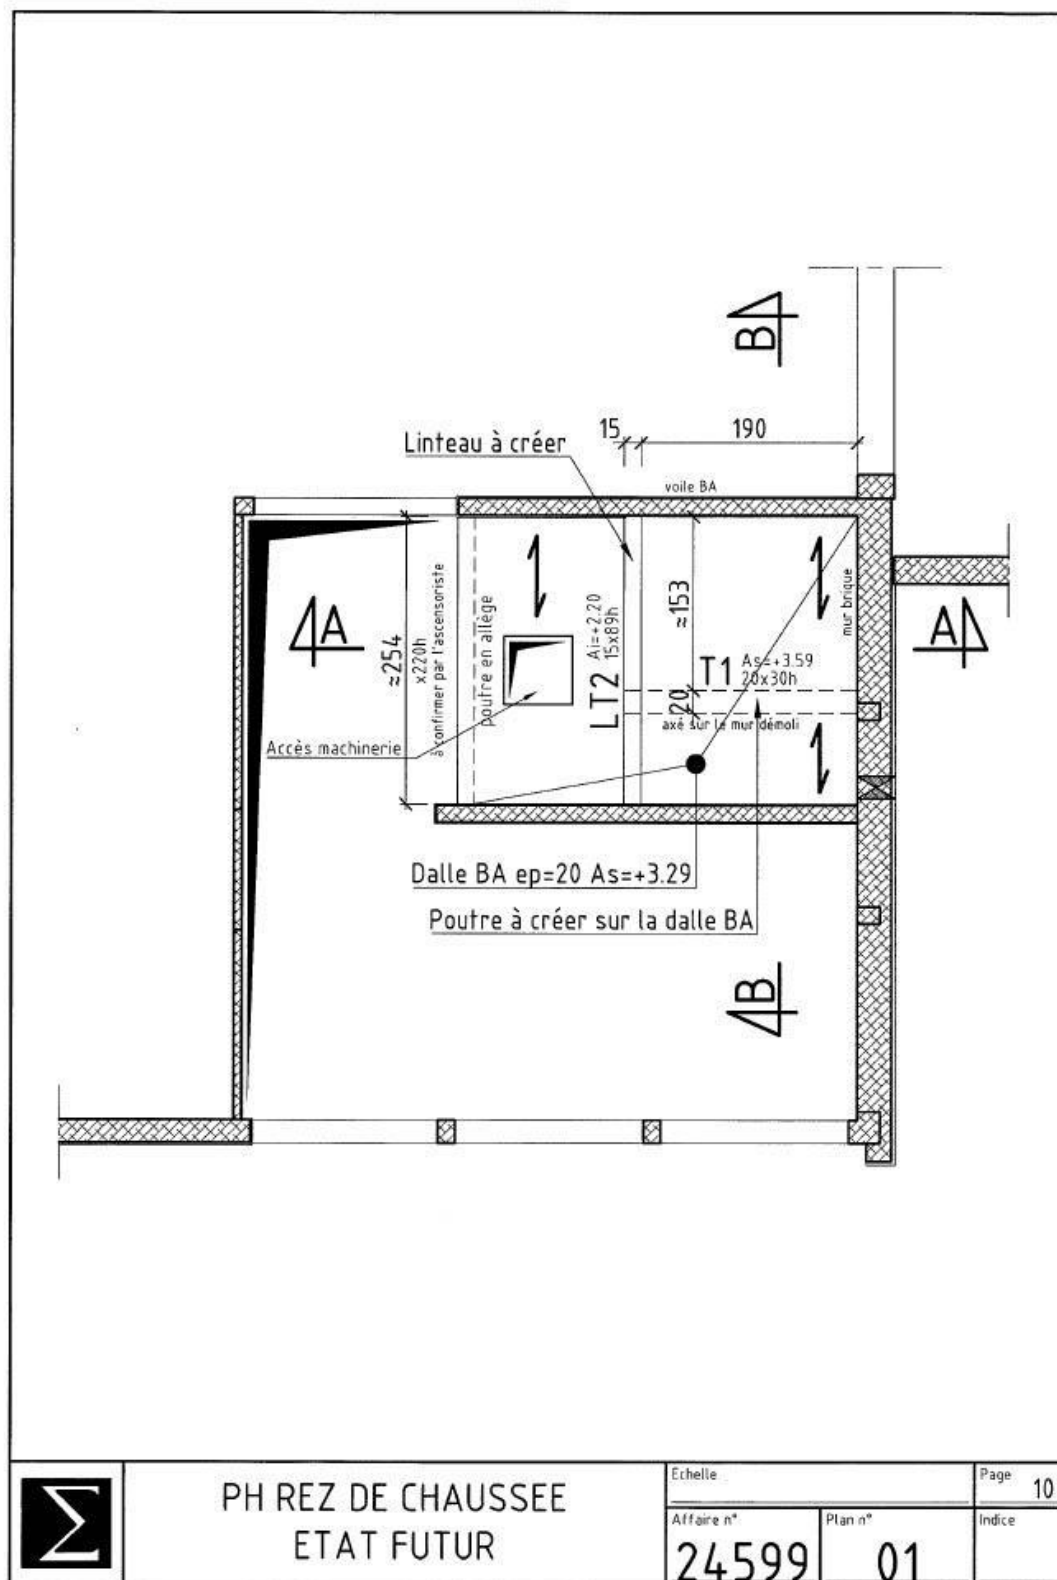 B
15
190
Linteau à créer
voile BA
A
≈254
x220h
à confirmer par l'ascensoriste
poutre en allège
LT2
Ai=+2.20
15x89h
≈153
20
T1
As=+3.59
20x30h
axé sur le mur démoli
mur brique
A
Accès machinerie
Dalle BA ep=20 As=+3.29
Poutre à créer sur la dalle BA
B
Σ
PH REZ DE CHAUSSEE
ETAT FUTUR
Echelle
Page
10
Affaire n°
24599
Plan n°
01
Indice